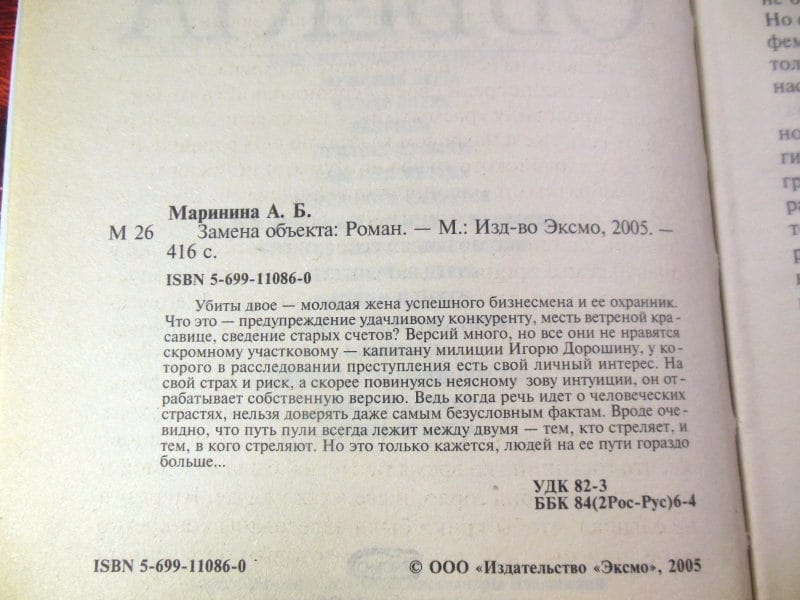 Маринина А. Б.
М 26 Замена объекта: Роман. — М.: Изд-во Эксмо, 2005. —
416 с.
ISBN 5-699-11086-0
Убиты двое — молодая жена успешного бизнесмена и ее охранник.
Что это — предупреждение удачливому конкуренту, месть ветреной кра-
савице, сведение старых счетов? Версий много, но все они не нравятся
скромному участковому — капитану милиции Игорю Дорошину, у ко-
торого в расследовании преступления есть свой личный интерес. На
свой страх и риск, а скорее повинуясь неясному зову интуиции, он от-
рабатывает собственную версию. Ведь когда речь идет о человеческих
страстях, нельзя доверять даже самым безусловным фактам. Вроде оче-
видно, что путь пули всегда лежит между двумя — тем, кто стреляет, и
тем, в кого стреляют. Но это только кажется, людей на ее пути гораздо
больше...
УДК 82-3
ББК 84(2Рос-Рус)6-4
ISBN 5-699-11086-0
© ООО «Издательство «Эксмо», 2005